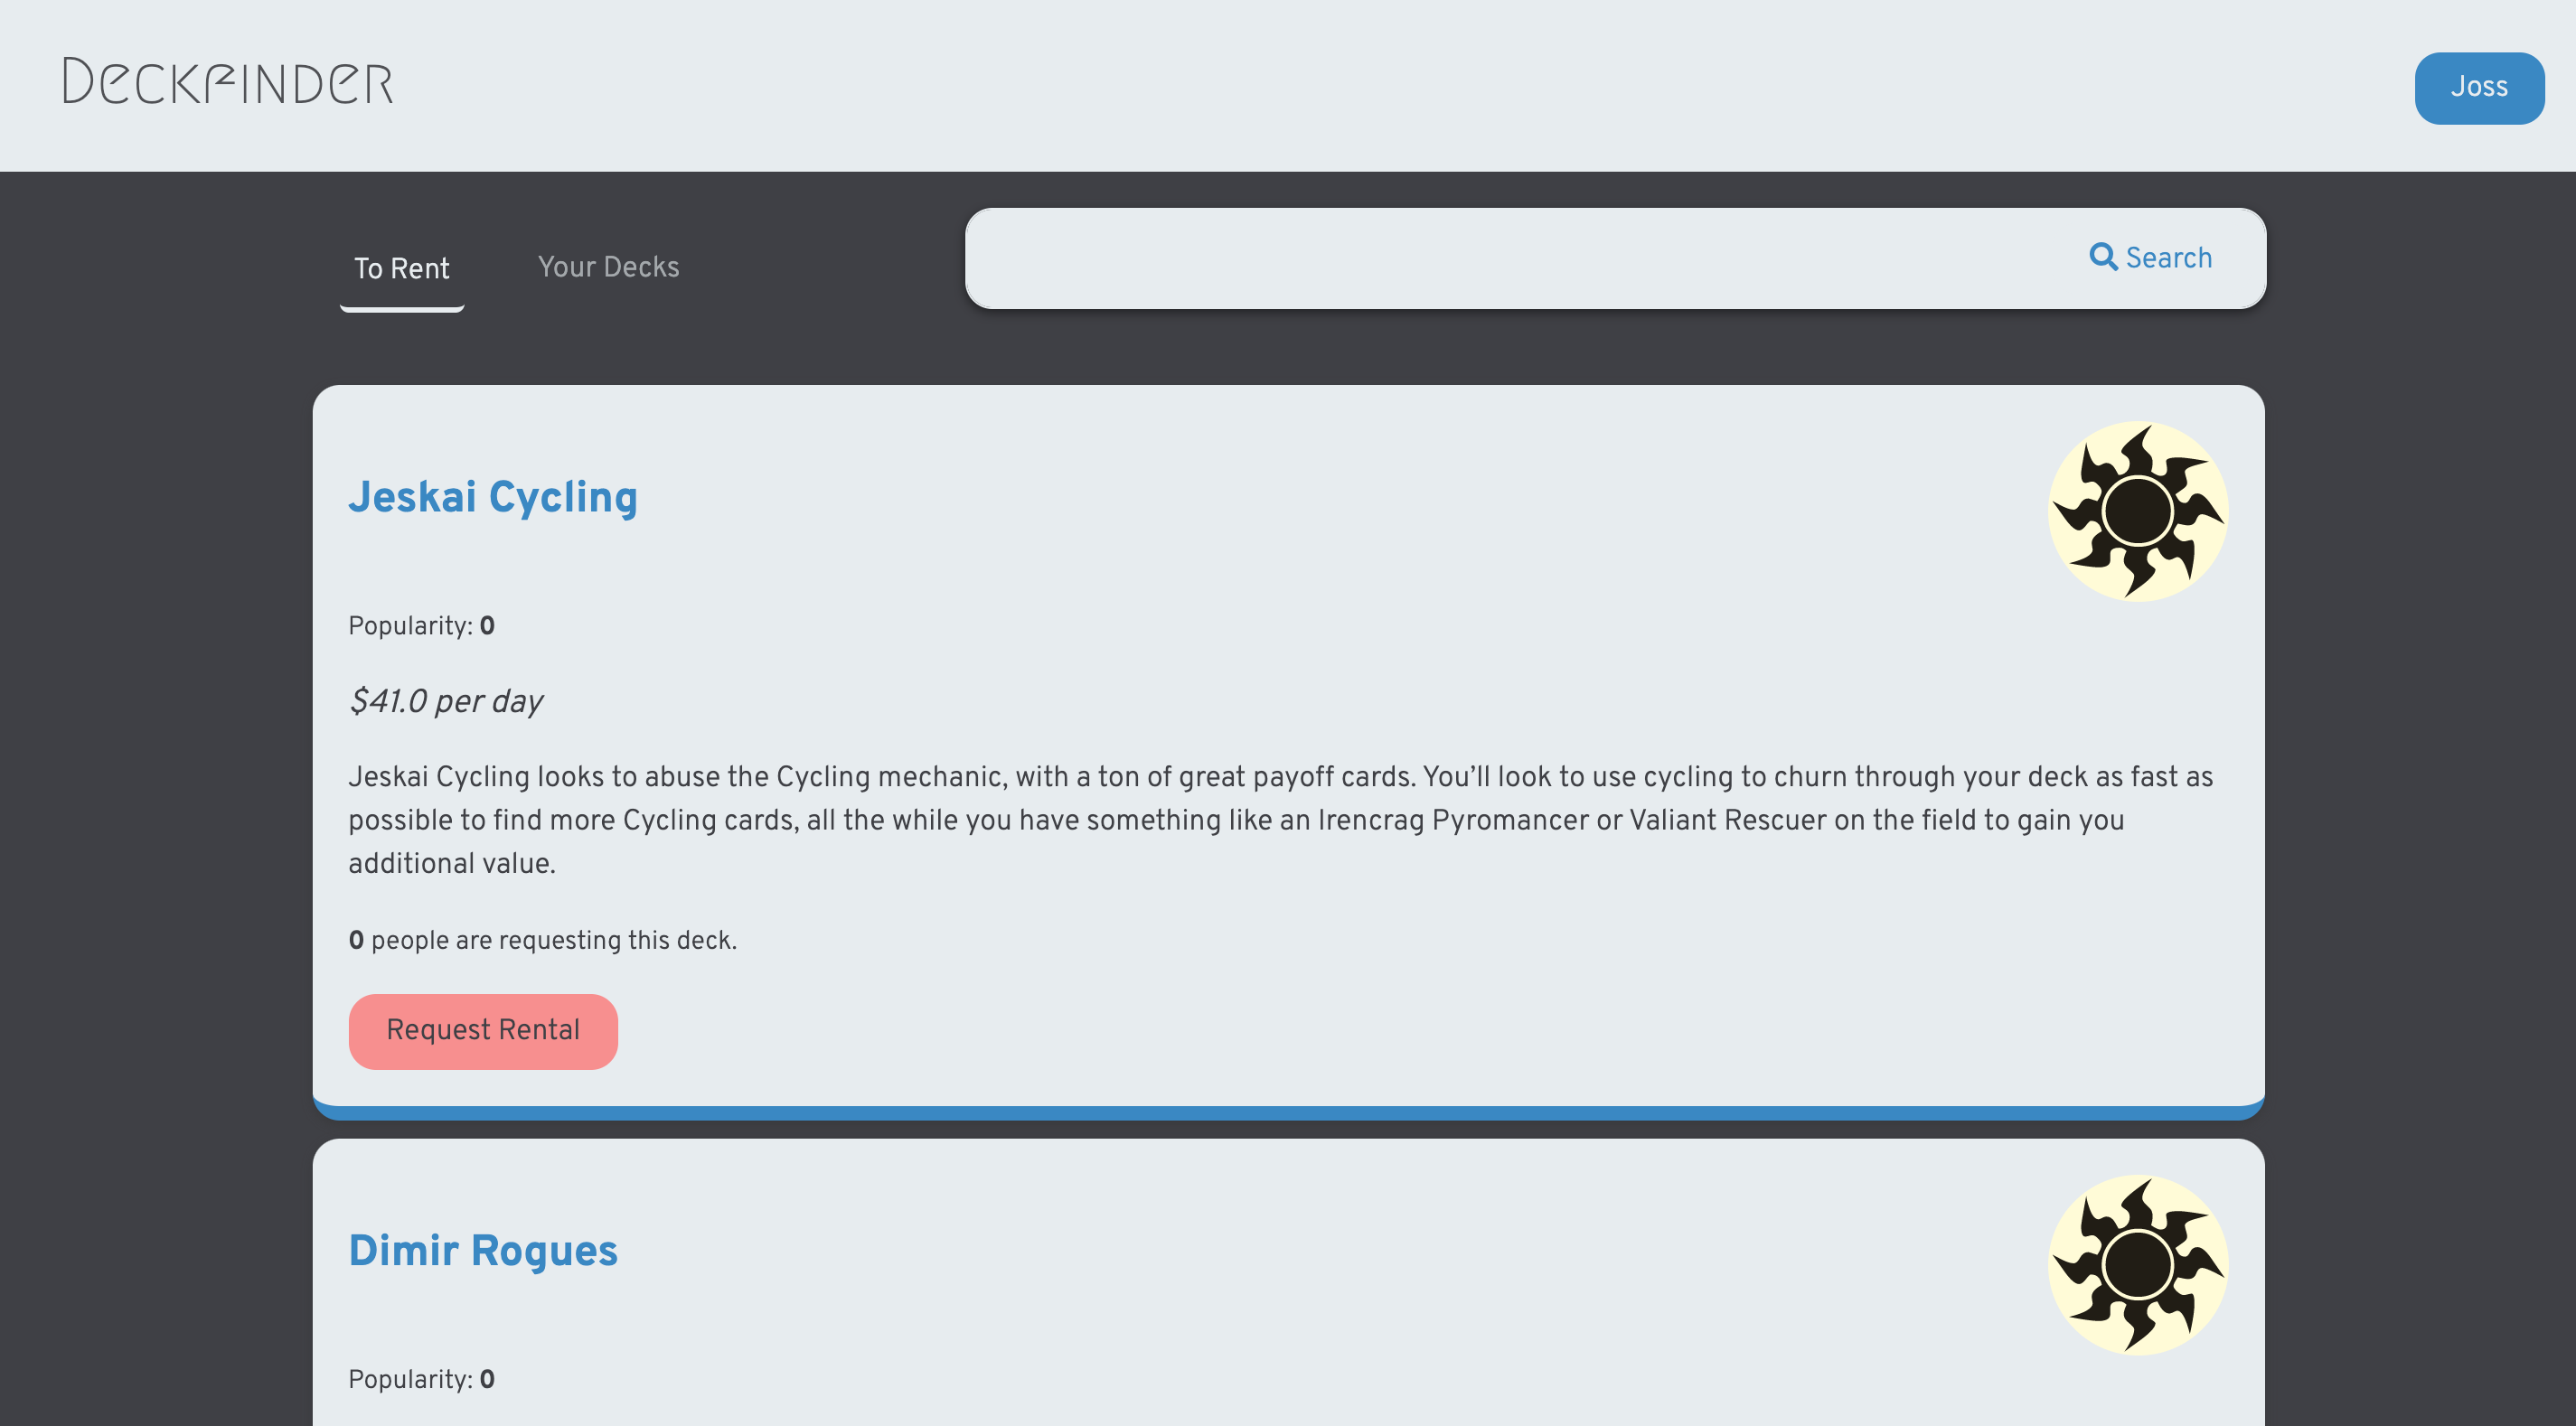 Deckfinder
Joss
To Rent
Your Decks
Search
Jeskai Cycling
Popularity: 0
$41.0 per day
Jeskai Cycling looks to abuse the Cycling mechanic, with a ton of great payoff cards. You’ll look to use cycling to churn through your deck as fast as
possible to find more Cycling cards, all the while you have something like an Irencrag Pyromancer or Valiant Rescuer on the field to gain you
additional value.
0 people are requesting this deck.
Request Rental
Dimir Rogues
Popularity: 0